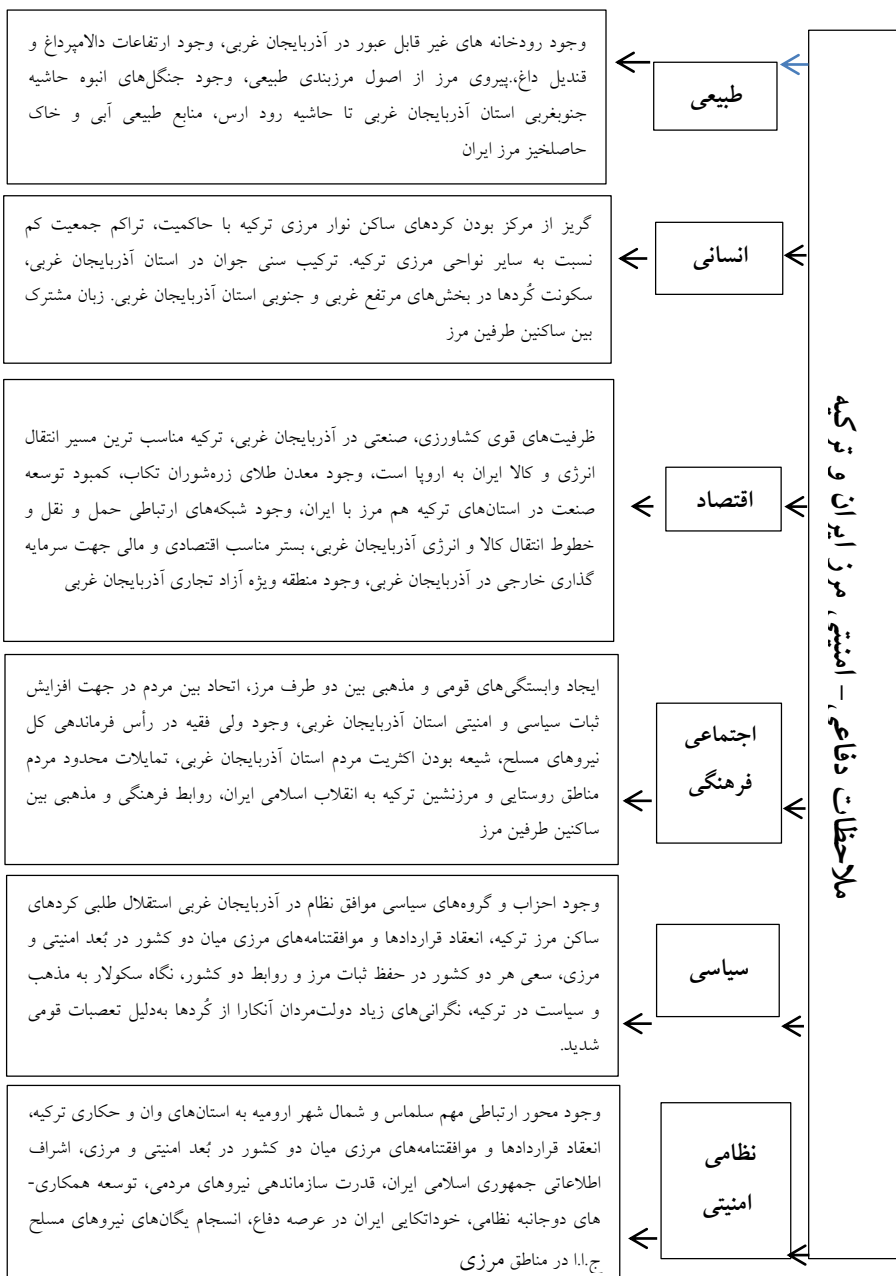 ملاحظات دفاعی – امنیتی مرز ایران و ترکیه
طبیعی
وجود رودخانه های غیر قابل عبور در آذربایجان غربی، وجود ارتفاعات دالامپرداغ و
قندیل داغ،.پیروی مرز از اصول مرزبندی طبیعی، وجود جنگل‌های انبوه حاشیه
جنوبغربی استان آذربایجان غربی تا حاشیه رود ارس، منابع طبیعی آبی و خاک
حاصلخیز مرز ایران
انسانی
گریز از مرکز بودن کردهای ساکن نوار مرزی ترکیه با حاکمیت، تراکم جمعیت کم
نسبت به سایر نواحی مرزی ترکیه. ترکیب سنی جوان در استان آذربایجان غربی،
سکونت کُردها در بخش‌های مرتفع غربی و جنوبی استان آذربایجان غربی. زبان مشترک
بین ساکنین طرفین مرز
اقتصاد
ظرفیت‌های قوی کشاورزی، صنعتی در آذربایجان غربی، ترکیه مناسب ترین مسیر انتقال
انرژی و کالا ایران به اروپا است، وجود معدن طلای زره‌شوران تکاب، کمبود توسعه
صنعت در استان‌های ترکیه هم مرز با ایران، وجود شبکه‌های ارتباطی حمل و نقل و
خطوط انتقال کالا و انرژی آذربایجان غربی، بستر مناسب اقتصادی و مالی جهت سرمایه
گذاری خارجی در آذربایجان غربی، وجود منطقه ویژه آزاد تجاری آذربایجان غربی
اجتماعی
فرهنگی
ایجاد وابستگی‌های قومی و مذهبی بین دو طرف مرز، اتحاد بین مردم در جهت افزایش
ثبات سیاسی و امنیتی استان آذربایجان غربی، وجود ولی فقیه در رأس فرماندهی کل
نیروهای مسلح، شیعه بودن اکثریت مردم استان آذربایجان غربی، تمایلات محدود مردم
مناطق روستایی و مرزنشین ترکیه به انقلاب اسلامی ایران، روابط فرهنگی و مذهبی بین
ساکنین طرفین مرز
سیاسی
وجود احزاب و گروه‌های سیاسی موافق نظام در آذربایجان غربی استقلال طلبی کردهای
ساکن مرز ترکیه، انعقاد قراردادها و موافقتنامه‌های مرزی میان دو کشور در بُعد امنیتی و
مرزی، سعی هر دو کشور در حفظ ثبات مرز و روابط دو کشور، نگاه سکولار به مذهب
و سیاست در ترکیه، نگرانی‌های زیاد دولت‌مردان آنکارا از کُردها به‌دلیل تعصبات قومی
شدید.
نظامی
امنیتی
وجود محور ارتباطی مهم سلماس و شمال شهر ارومیه به استان‌های وان و حکاری ترکیه،
انعقاد قراردادها و موافقتنامه‌های مرزی میان دو کشور در بُعد امنیتی و مرزی، اشراف
اطلاعاتی جمهوری اسلامی ایران، قدرت سازماندهی نیروهای مردمی، توسعه همکاری-
های دوجانبه نظامی، خوداتکایی ایران در عرصه دفاع، انسجام یگان‌های نیروهای مسلح
ج.ا.ا در مناطق مرزی